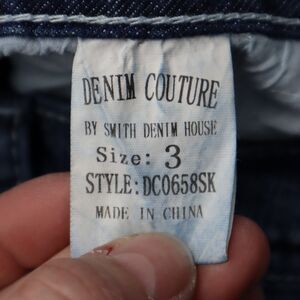 DENIM COUTURE
BY SMITH DENIM HOUSE
Size: 3
STYLE: DC0658SK
MADE IN CHINA